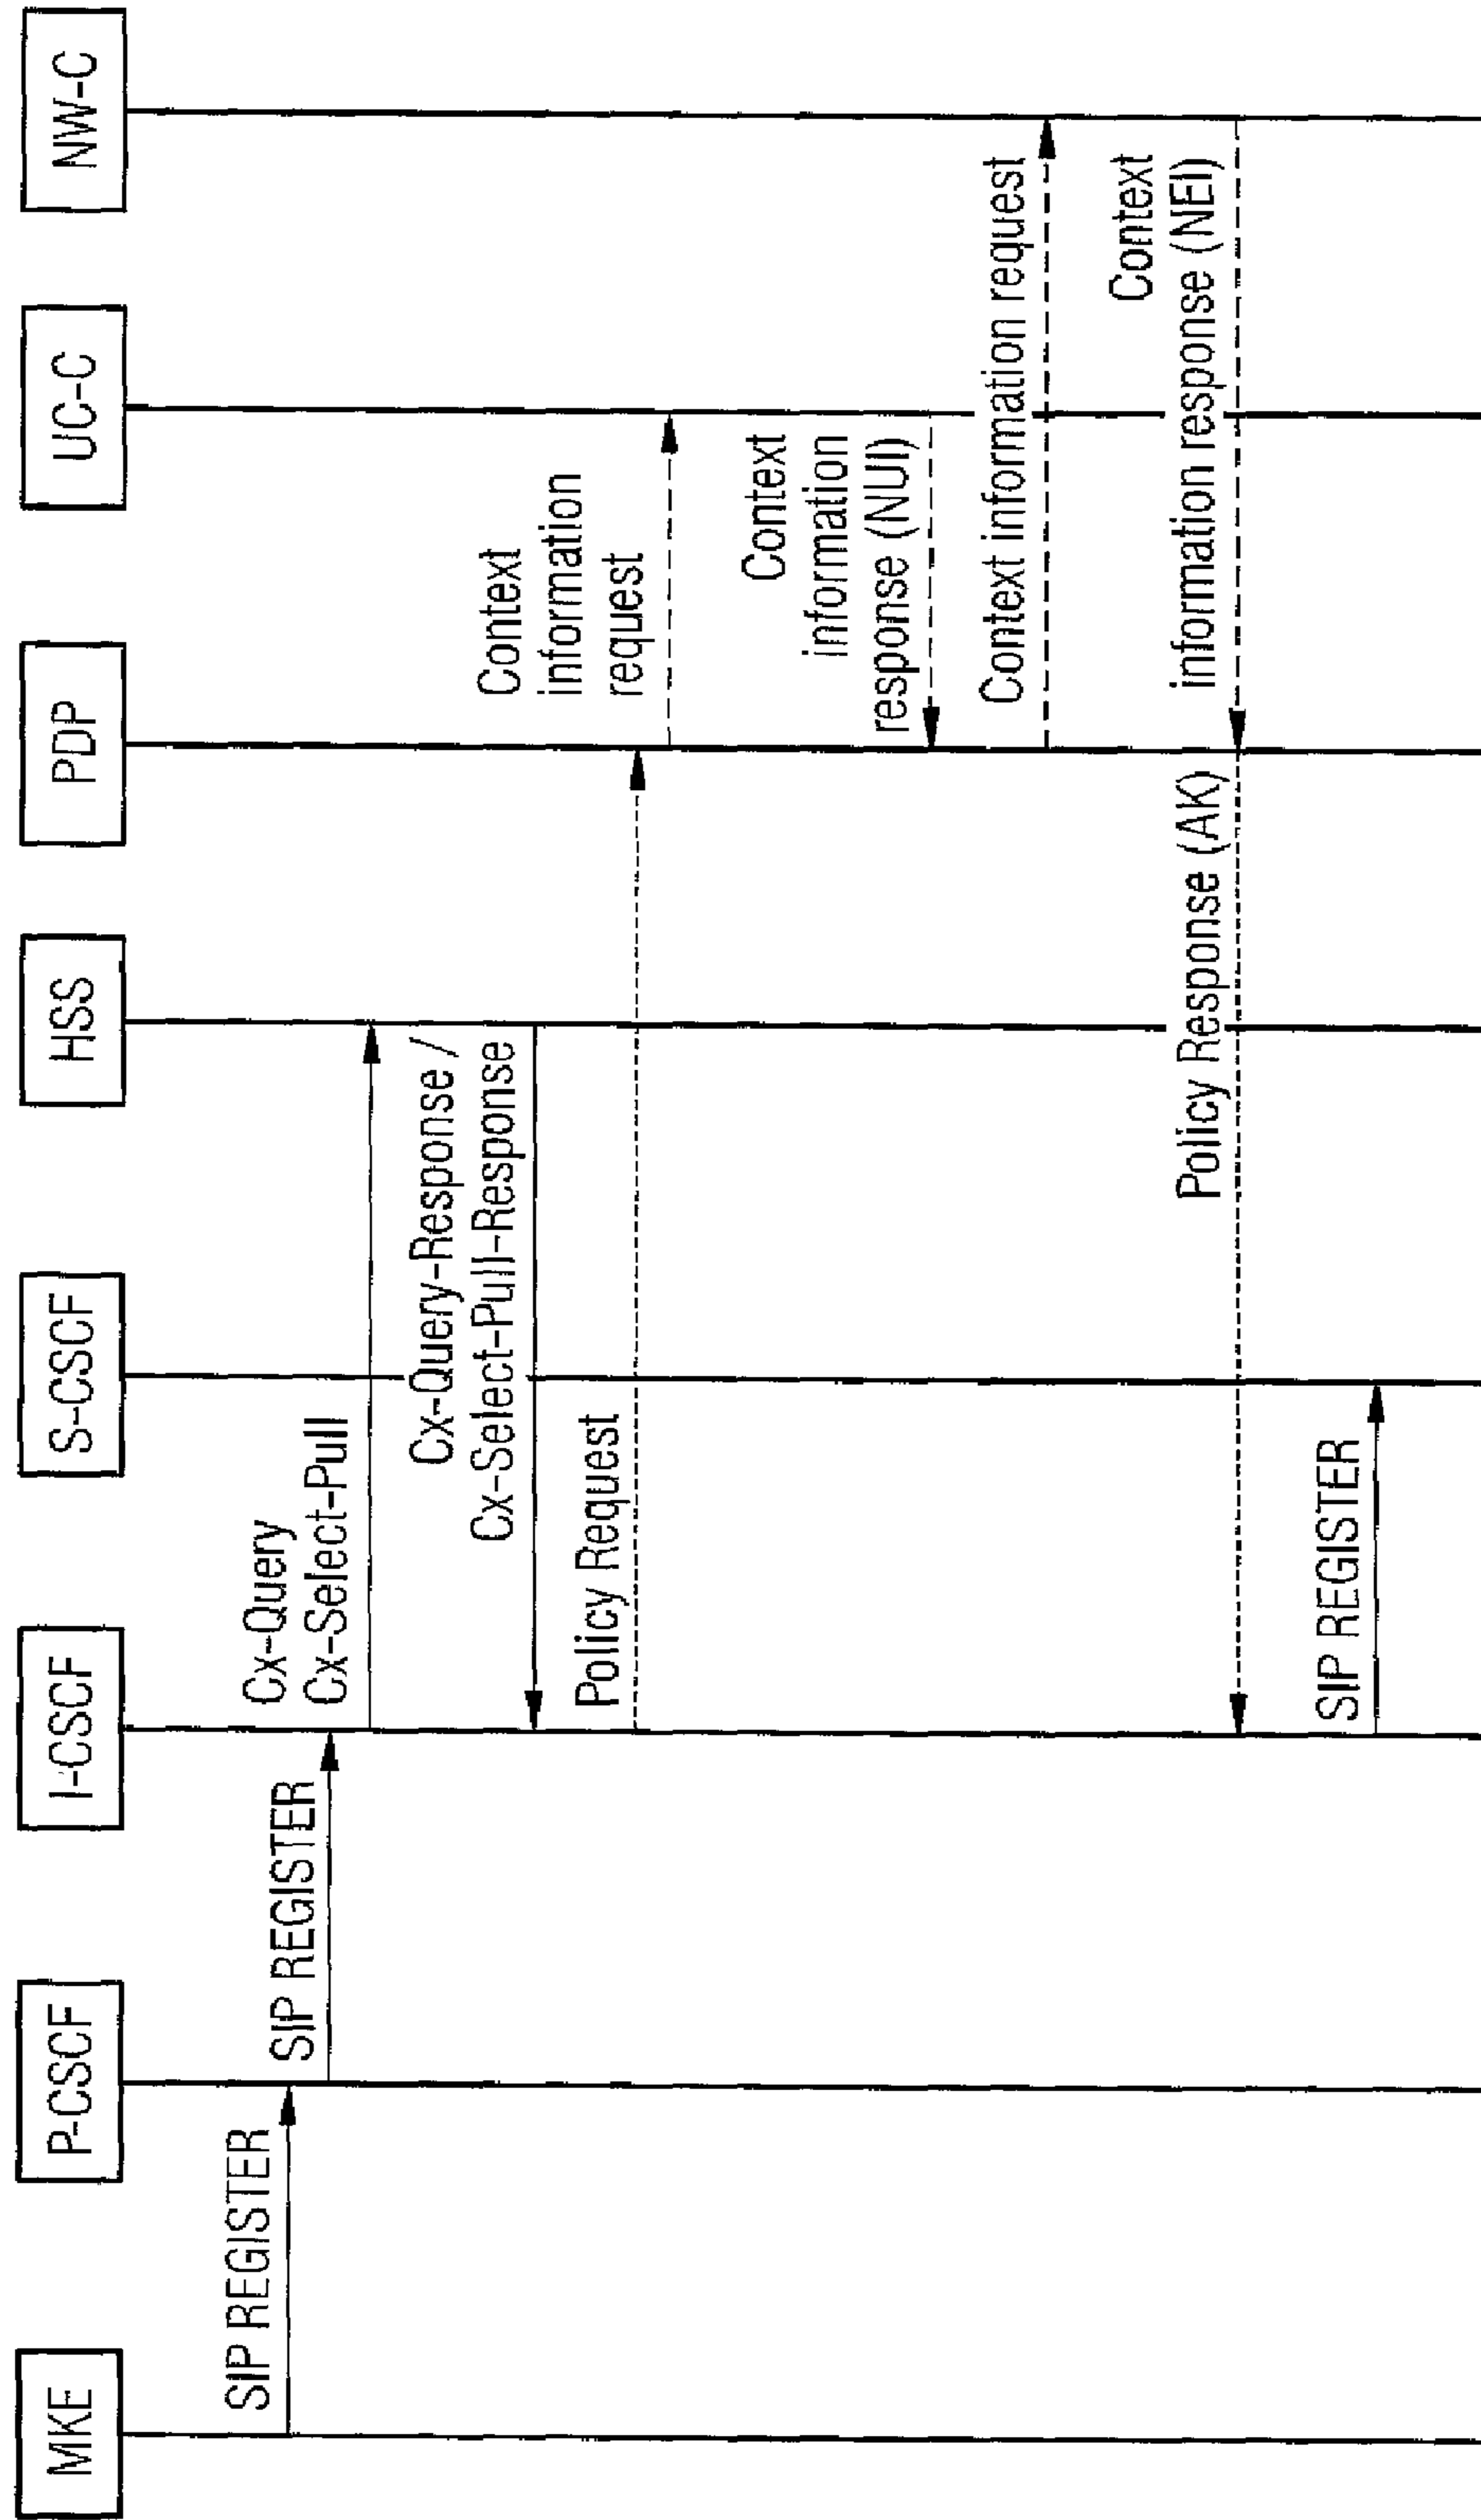 MKE
P-CSCF
I-CSCF
S-CSCF
HSS
PDP
UC-C
NW-C
SIP REGISTER
SIP REGISTER
Cx-Query
Cx-Select-Pull
Cx-Query-Response /
Cx-Select-Pull-Response
Policy Request
Context
information
request
Context
information
response (NUI)
Context information request
Context
information response (NEI)
Policy Response (AK)
SIP REGISTER